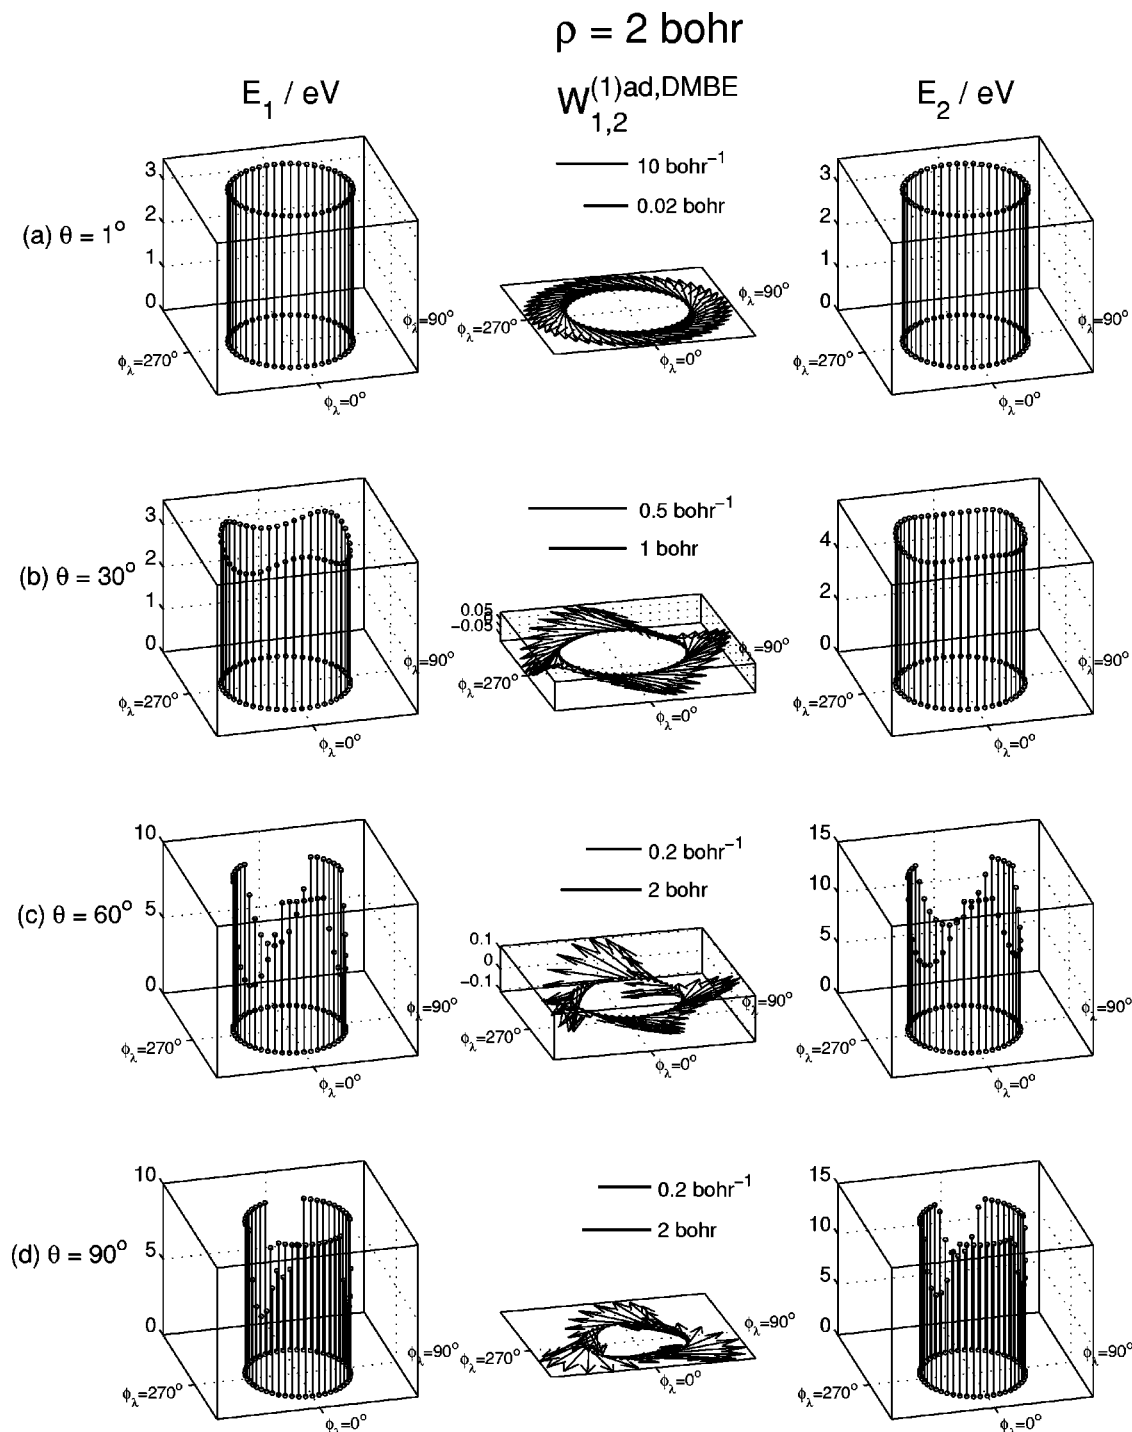 ρ = 2 bohr
E₁ / eV
W₁,₂⁽¹⁾ᵃᵈ,ᴰᴹᴮᴱ
E₂ / eV
(a) θ = 1°
3
2
1
0
ϕλ=270°
ϕλ=0°
ϕλ=90°
10 bohr⁻¹
0.02 bohr
ϕλ=270°
ϕλ=0°
ϕλ=90°
3
2
1
0
ϕλ=270°
ϕλ=0°
ϕλ=90°
(b) θ = 30°
3
2
1
0
ϕλ=270°
ϕλ=0°
ϕλ=90°
0.5 bohr⁻¹
1 bohr
0.05
0
−0.05
ϕλ=270°
ϕλ=0°
ϕλ=90°
4
2
0
ϕλ=270°
ϕλ=0°
ϕλ=90°
(c) θ = 60°
10
5
0
ϕλ=270°
ϕλ=0°
ϕλ=90°
0.2 bohr⁻¹
2 bohr
0.1
0
−0.1
ϕλ=270°
ϕλ=0°
ϕλ=90°
15
10
5
0
ϕλ=270°
ϕλ=0°
ϕλ=90°
(d) θ = 90°
10
5
0
ϕλ=270°
ϕλ=0°
ϕλ=90°
0.2 bohr⁻¹
2 bohr
ϕλ=270°
ϕλ=0°
ϕλ=90°
15
10
5
0
ϕλ=270°
ϕλ=0°
ϕλ=90°